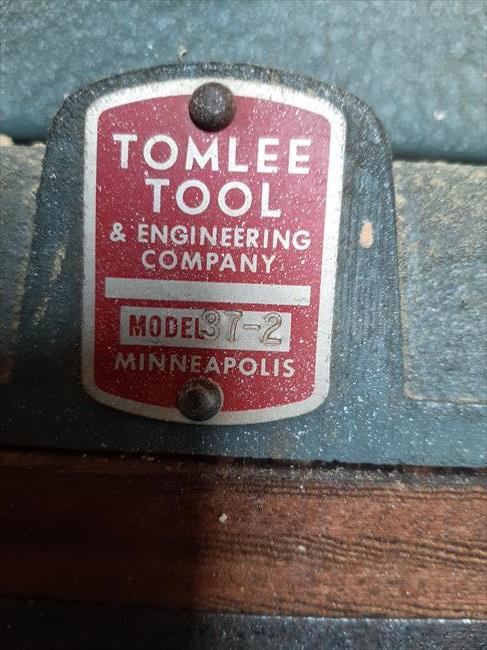 TOMLEE
TOOL
& ENGINEERING
COMPANY
MODEL 37-2
MINNEAPOLIS